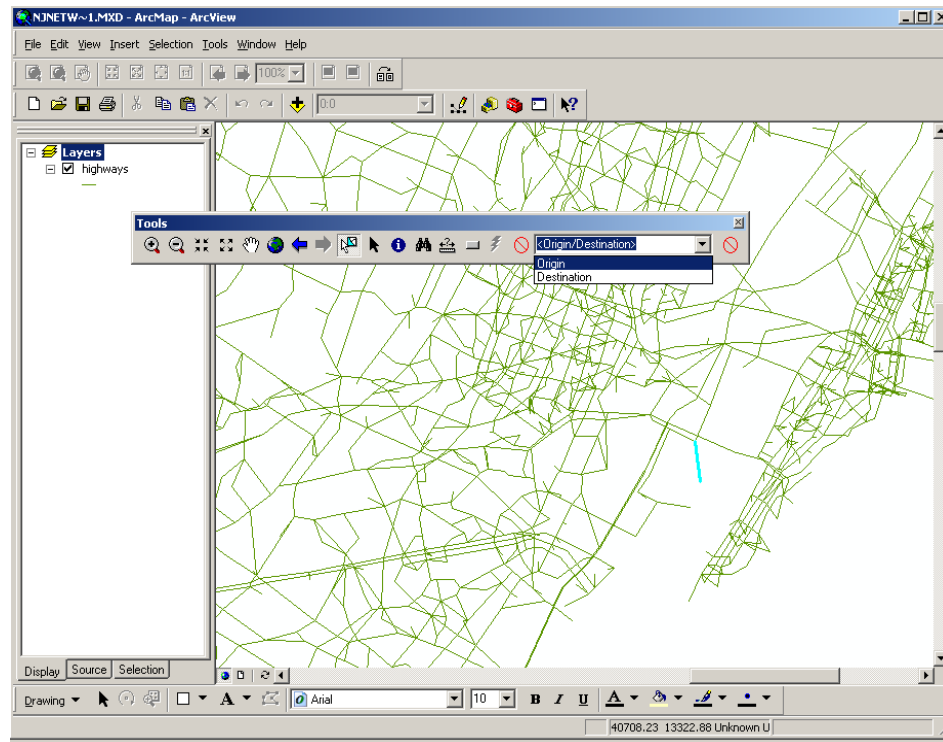 NJNETW~1.MXD - ArcMap - ArcView
File Edit View Insert Selection Tools Window Help
100%
0:0
Layers
highways
Tools
<Origin/Destination>
Origin
Destination
Display Source Selection
Drawing A Arial 10 B I U A
40708.23 13322.88 Unknown U